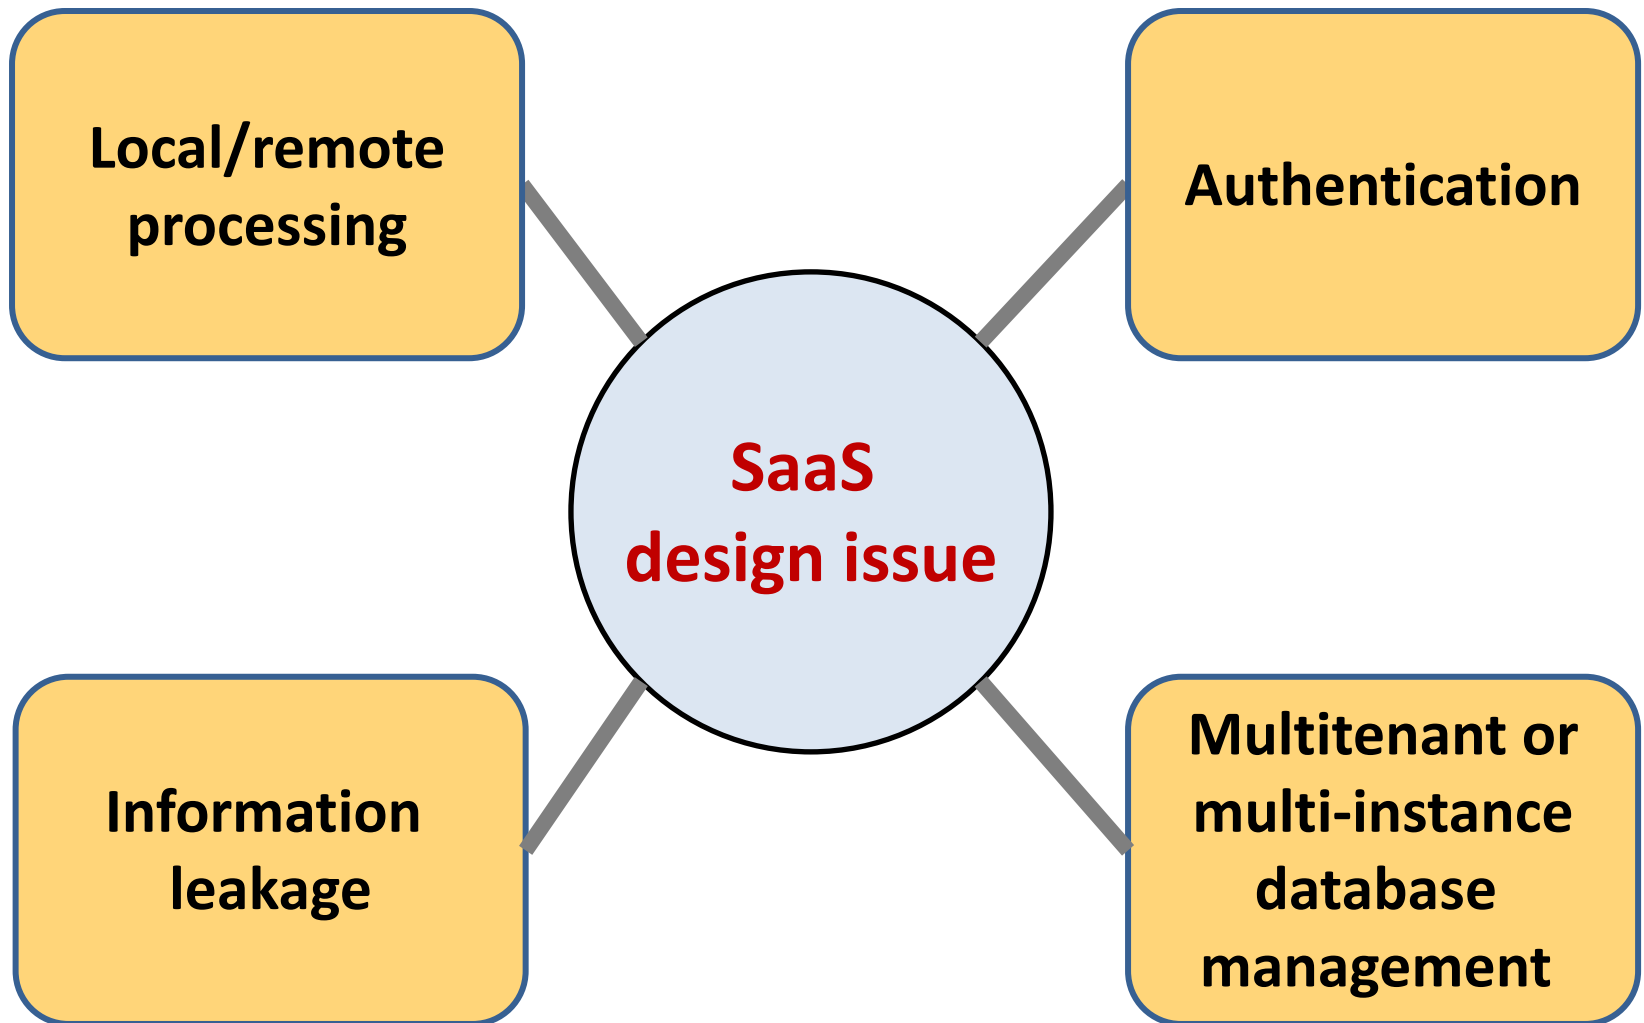 Local/remote
processing
Authentication
SaaS
design issue
Information
leakage
Multitenant or
multi-instance
database
management